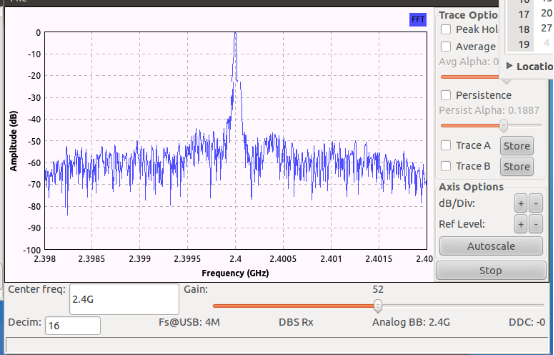 FFT
Trace Optio
16
17 20
18 27
19 4
Peak Hol
Average
Avg Alpha: 0
Locatio
Persistence
Persist Alpha: 0.1887
Trace A Store
Trace B Store
Axis Options
dB/Div: + -
Ref Level: + -
Autoscale
Stop
Amplitude (dB)
0
-10
-20
-30
-40
-50
-60
-70
-80
-90
-100
2.398 2.3985 2.399 2.3995 2.4 2.4005 2.401 2.4015 2.40
Frequency (GHz)
Center freq: 2.4G Gain: 52
Decim: 16 Fs@USB: 4M DBS Rx Analog BB: 2.4G DDC: -0